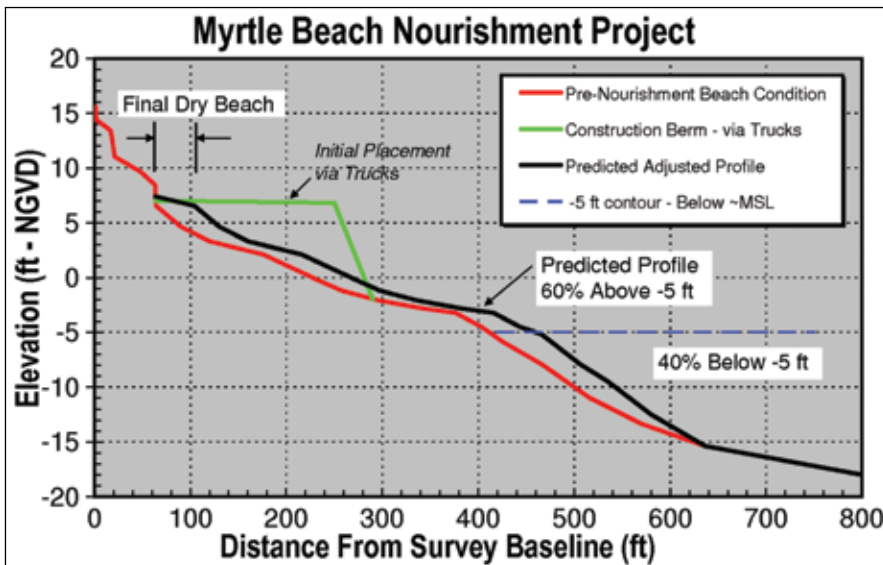 Myrtle Beach Nourishment Project
Elevation (ft - NGVD)
20
15
10
5
0
-5
-10
-15
-20
Final Dry Beach
Initial Placement
via Trucks
Pre-Nourishment Beach Condition
Construction Berm - via Trucks
Predicted Adjusted Profile
-5 ft contour - Below ~MSL
Predicted Profile
60% Above -5 ft
40% Below -5 ft
0 100 200 300 400 500 600 700 800
Distance From Survey Baseline (ft)